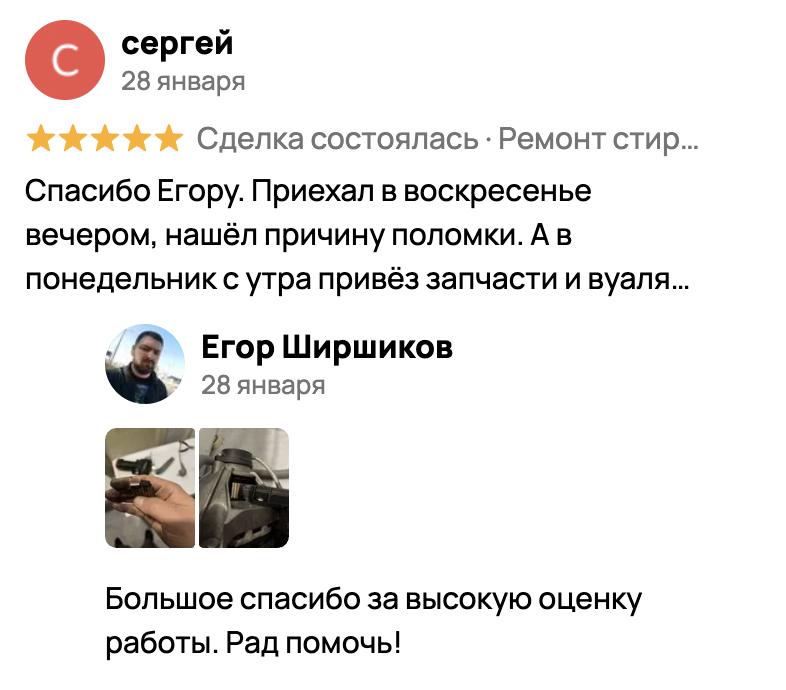 С
сергей
28 января
Сделка состоялась · Ремонт стир...
Спасибо Егору. Приехал в воскресенье
вечером, нашёл причину поломки. А в
понедельник с утра привёз запчасти и вуаля...
Егор Ширшиков
28 января
Большое спасибо за высокую оценку
работы. Рад помочь!